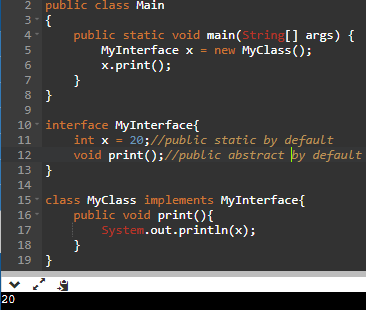 2 public class Main
3 {
4 public static void main(String[] args) {
5 MyInterface x = new MyClass();
6 x.print();
7 }
8 }
9
10 interface MyInterface{
11 int x = 20;//public static by default
12 void print();//public abstract by default
13 }
14
15 class MyClass implements MyInterface{
16 public void print(){
17 System.out.println(x);
18 }
19 }
20